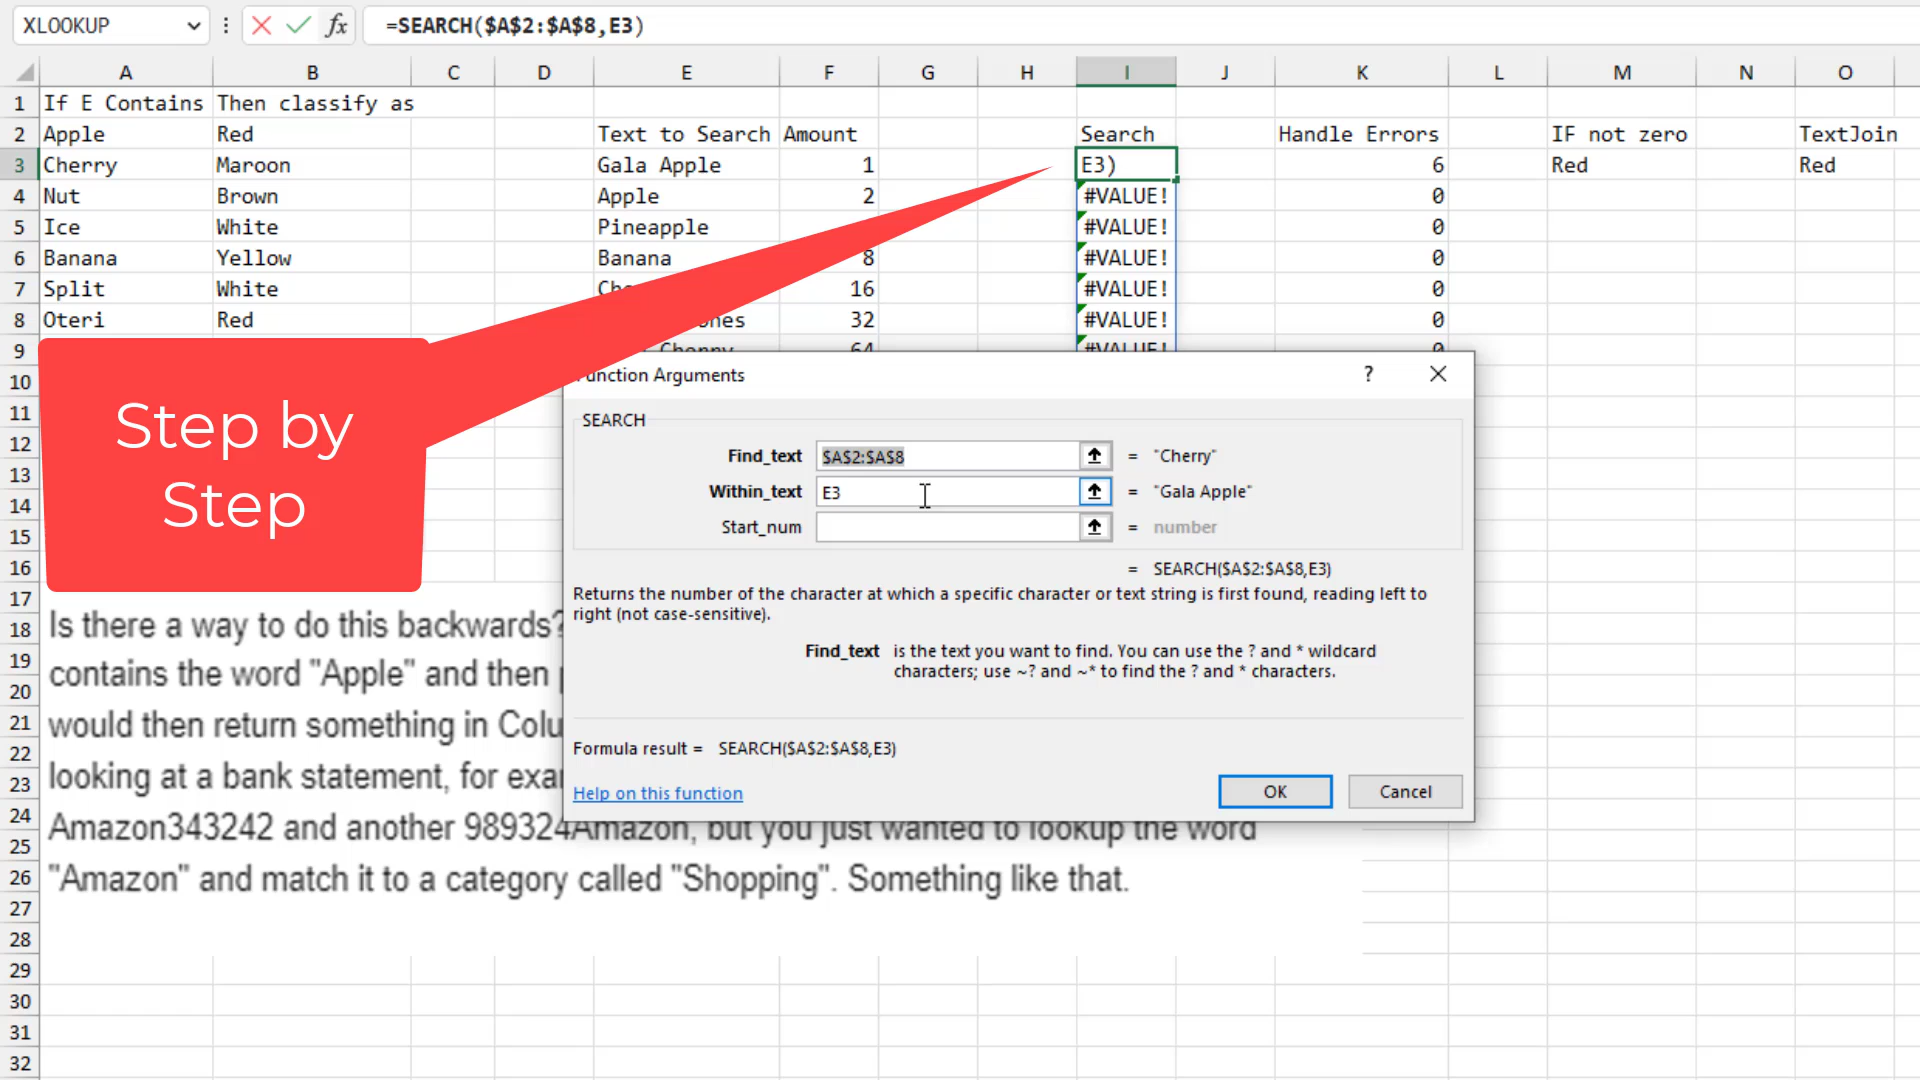 XLOOKUP
fx
=SEARCH($A$2:$A$8,E3)
A B C D E F G H I J K L M N O
1 If E Contains Then classify as
2 Apple Red Text to Search Amount Search Handle Errors IF not zero TextJoin
3 Cherry Maroon Gala Apple 1 E3) 6 Red Red
4 Nut Brown Apple 2 #VALUE! 0
5 Ice White Pineapple #VALUE! 0
6 Banana Yellow Banana 8 #VALUE! 0
7 Split White 16 #VALUE! 0
8 Oteri Red 32 #VALUE! 0
9 Cherry 64 #VALUE! 0
10
11
12
13
14
15
16
17
18
19
20
21
22
23
24
25
26
27
28
29
30
31
32
Step by
Step
Function Arguments
?
SEARCH
Find_text $A$2:$A$8 = "Cherry"
Within_text E3 = "Gala Apple"
Start_num = number
= SEARCH($A$2:$A$8,E3)
Returns the number of the character at which a specific character or text string is first found, reading left to
right (not case-sensitive).
Find_text is the text you want to find. You can use the ? and * wildcard
characters; use ~? and ~* to find the ? and * characters.
Formula result = SEARCH($A$2:$A$8,E3)
Help on this function
OK
Cancel
Is there a way to do this backwards?
contains the word "Apple" and then
would then return something in
looking at a bank statement, for
Amazon343242 and another 989324Amazon, but you just wanted to lookup the word
"Amazon" and match it to a category called "Shopping". Something like that.